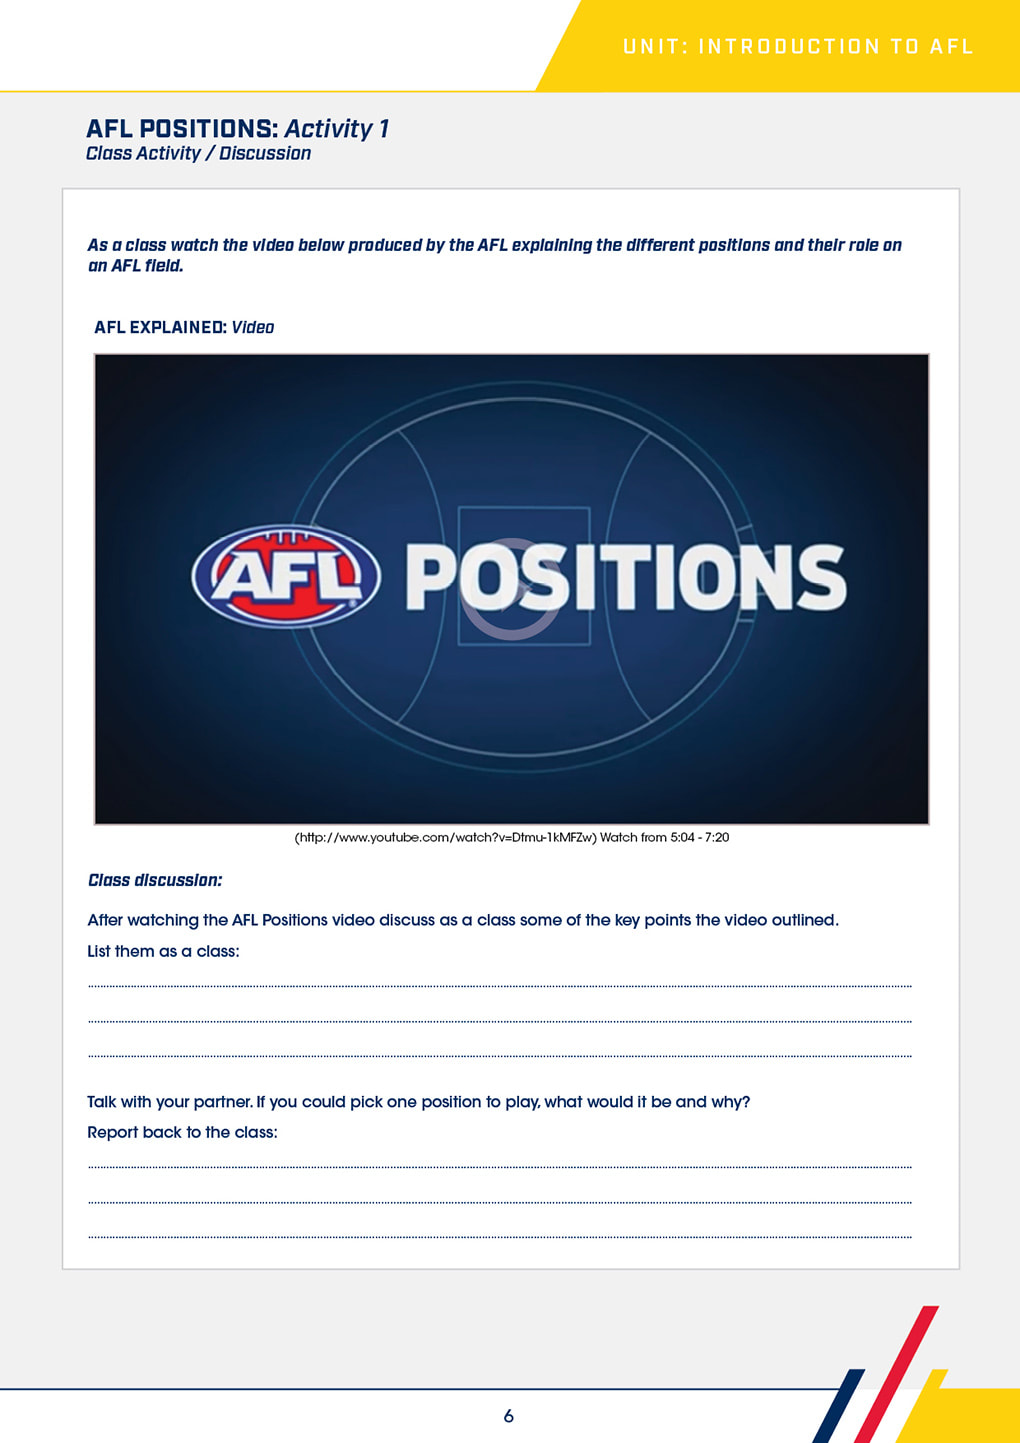 UNIT: INTRODUCTION TO AFL
AFL POSITIONS: Activity 1
Class Activity / Discussion
As a class watch the video below produced by the AFL explaining the different positions and their role on
an AFL field.
AFL EXPLAINED: Video
AFL POSITIONS
(http://www.youtube.com/watch?v=Dtmu-1kMFZw) Watch from 5:04 - 7:20
Class discussion:
After watching the AFL Positions video discuss as a class some of the key points the video outlined.
List them as a class:
Talk with your partner. If you could pick one position to play, what would it be and why?
Report back to the class:
6